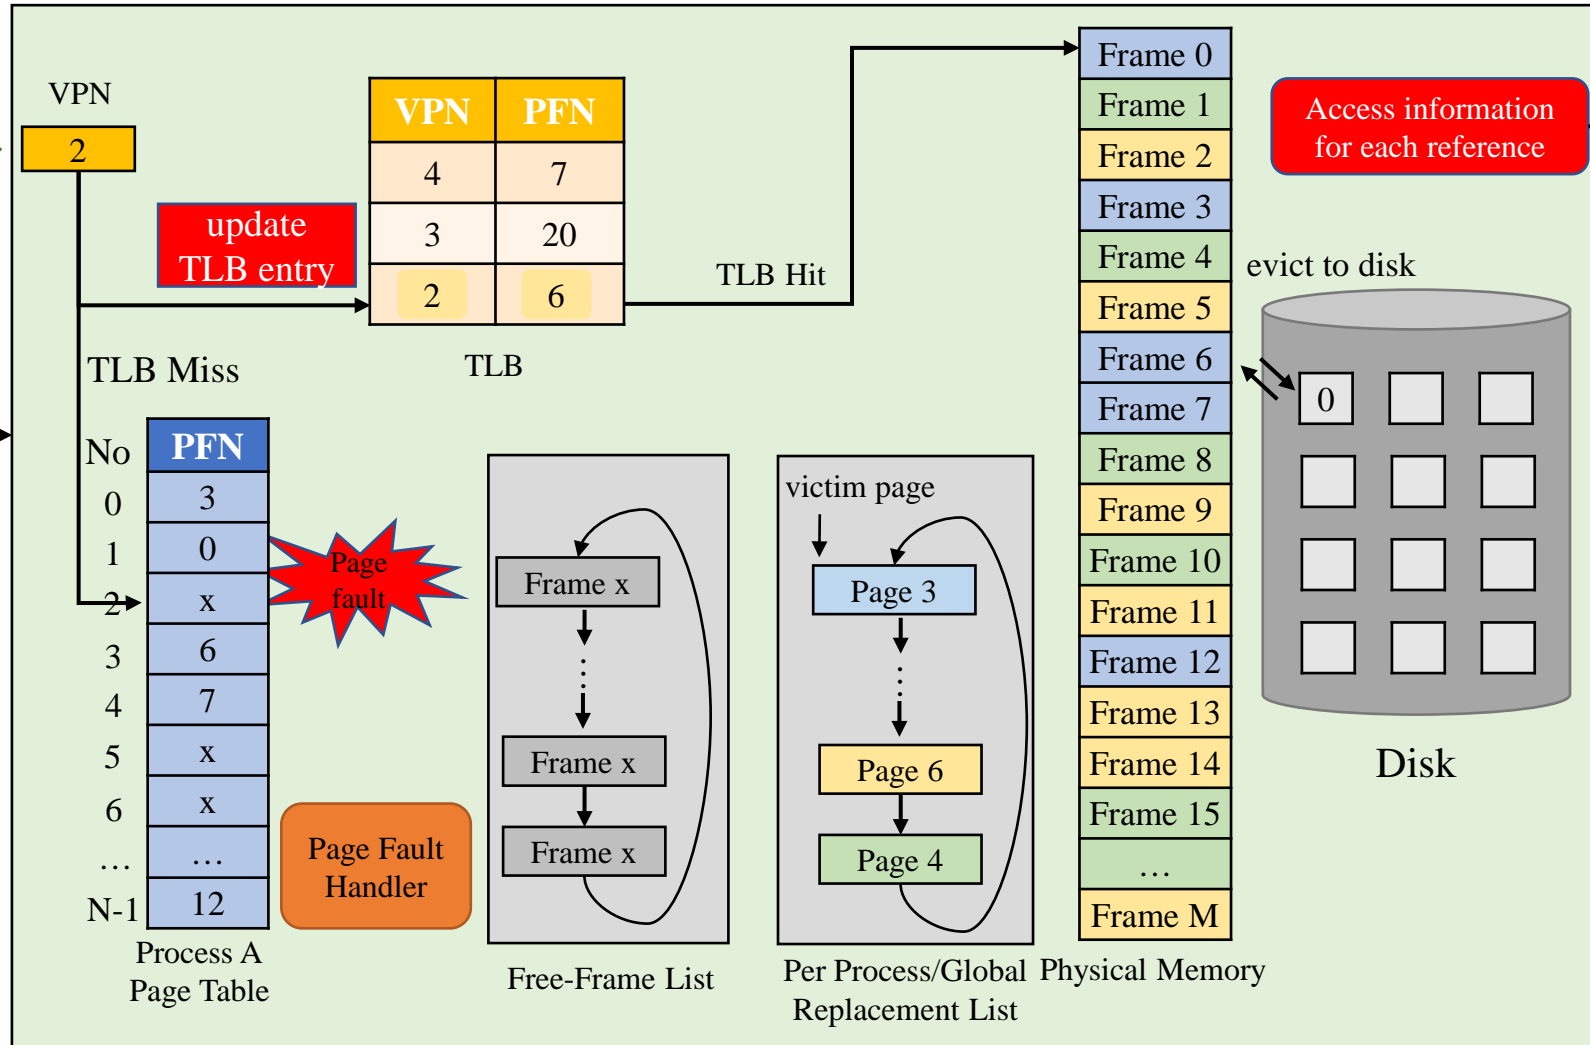 VPN
2
update
TLB entry
VPN PFN
4 7
3 20
2 6
TLB
TLB Hit
TLB Miss
No PFN
0 3
1 0
2 x
3 6
4 7
5 x
6 x
… …
N-1 12
Process A
Page Table
Page
fault
Page Fault
Handler
Frame x
⋮
Frame x
Frame x
Free-Frame List
victim page
Page 3
⋮
Page 6
Page 4
Per Process/Global
Replacement List
Frame 0
Frame 1
Frame 2
Frame 3
Frame 4
Frame 5
Frame 6
Frame 7
Frame 8
Frame 9
Frame 10
Frame 11
Frame 12
Frame 13
Frame 14
Frame 15
…
Frame M
Physical Memory
Access information
for each reference
evict to disk
0
Disk